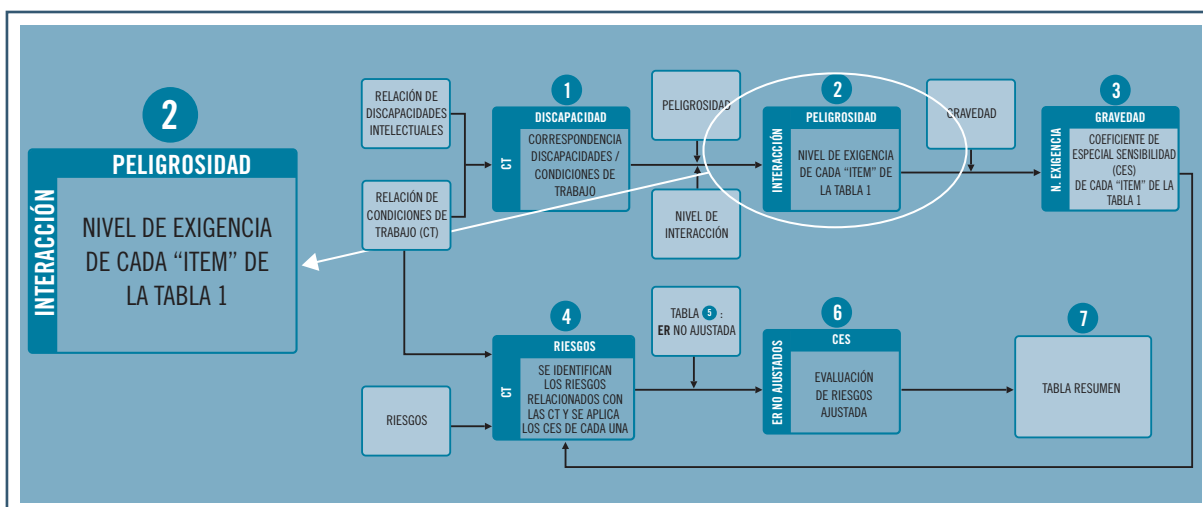 2
PELIGROSIDAD
INTERACCIÓN
NIVEL DE EXIGENCIA
DE CADA “ITEM” DE
LA TABLA 1
RELACIÓN DE
DISCAPACIDADES
INTELECTUALES
RELACIÓN DE
CONDICIONES DE
TRABAJO (CT)
1
DISCAPACIDAD
CT
CORRESPONDENCIA
DISCAPACIDADES /
CONDICIONES DE
TRABAJO
PELIGROSIDAD
NIVEL DE
INTERACCIÓN
2
PELIGROSIDAD
INTERACCIÓN
NIVEL DE EXIGENCIA
DE CADA “ITEM” DE
LA TABLA 1
GRAVEDAD
3
GRAVEDAD
N. EXIGENCIA
COEFICIENTE DE
ESPECIAL SENSIBILIDAD
(CES)
DE CADA “ITEM” DE LA
TABLA 1
RIESGOS
4
RIESGOS
CT
SE IDENTIFICAN
LOS RIESGOS
RELACIONADOS CON
LAS CT Y SE APLICA
LOS CES DE CADA UNA
TABLA 5 :
ER NO AJUSTADA
6
CES
ER NO AJUSTADOS
EVALUACIÓN
DE RIESGOS
AJUSTADA
7
TABLA RESUMEN